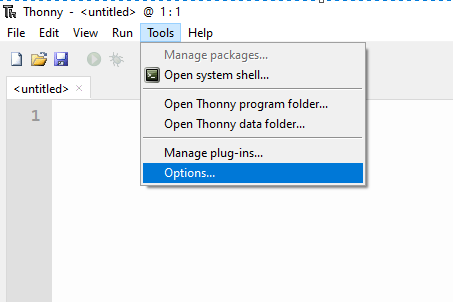 Thonny - <untitled> @ 1:1
File Edit View Run Tools Help
Manage packages...
Open system shell...
<untitled> ×
1
Open Thonny program folder...
Open Thonny data folder...
Manage plug-ins...
Options...